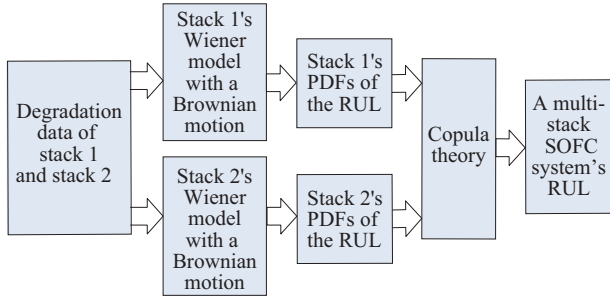 Degradation
data of
stack 1
and stack 2
Stack 1's
Wiener
model
with a
Brownian
motion
Stack 1's
PDFs of
the RUL
Stack 2's
Wiener
model
with a
Brownian
motion
Stack 2's
PDFs of
the RUL
Copula
theory
A multi-
stack
SOFC
system’s
RUL